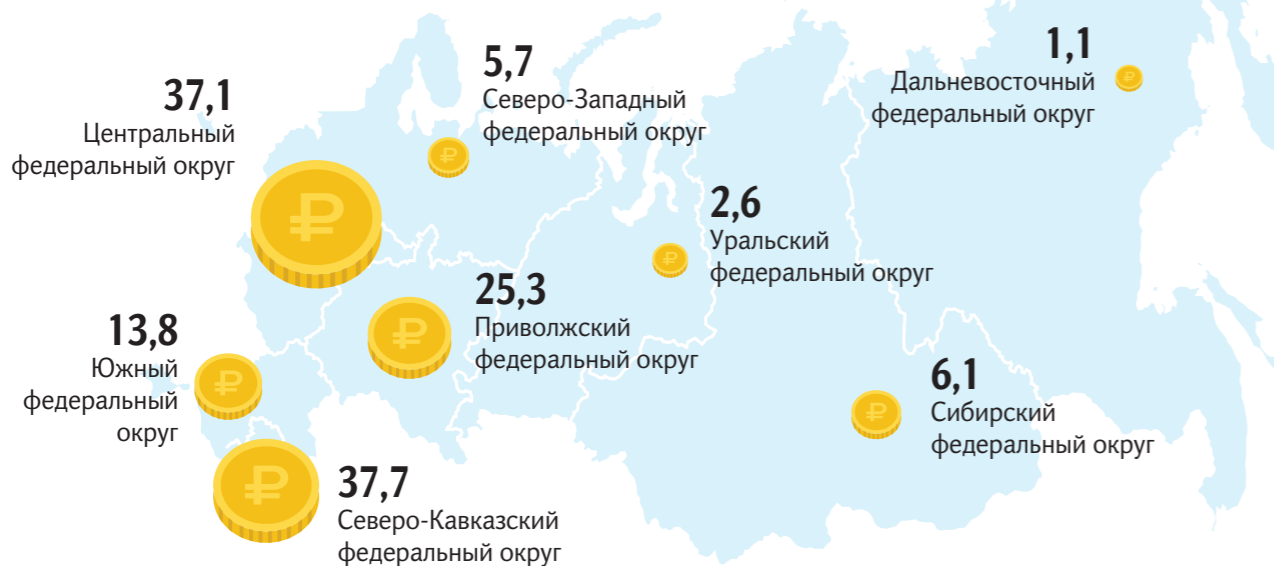 37,1
Центральный
федеральный округ
5,7
Северо-Западный
федеральный округ
1,1
Дальневосточный
федеральный округ
2,6
Уральский
федеральный округ
25,3
Приволжский
федеральный округ
13,8
Южный
федеральный
округ
6,1
Сибирский
федеральный округ
37,7
Северо-Кавказский
федеральный округ